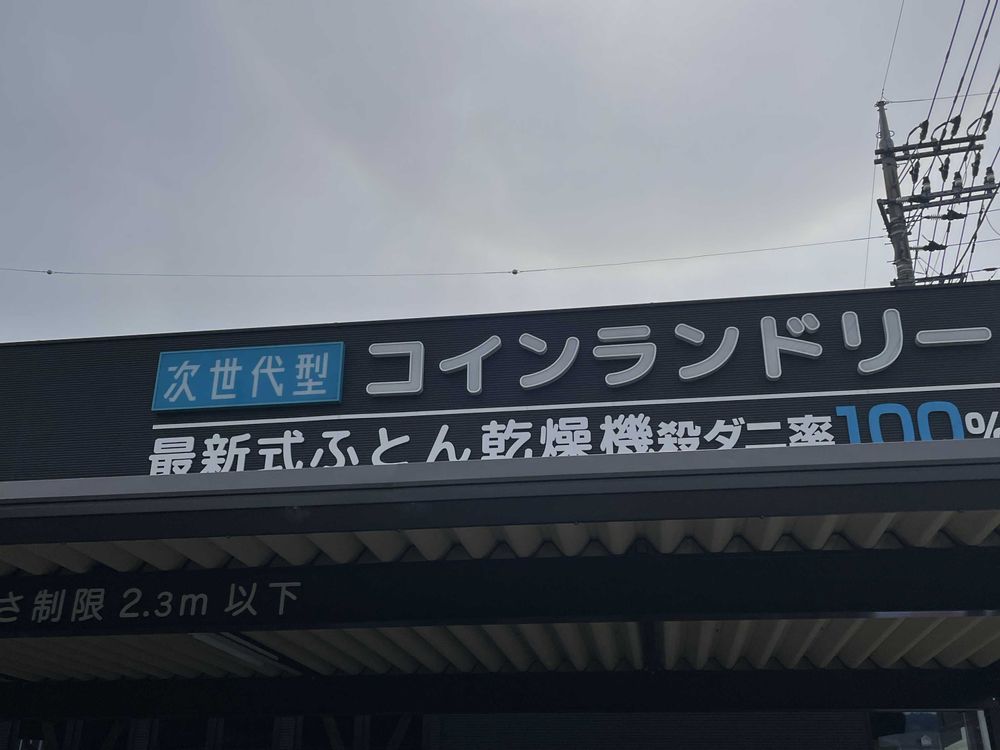 次世代型 コインランドリー
最新式ふとん乾燥機殺ダニ率100%
さ制限 2.3m 以下